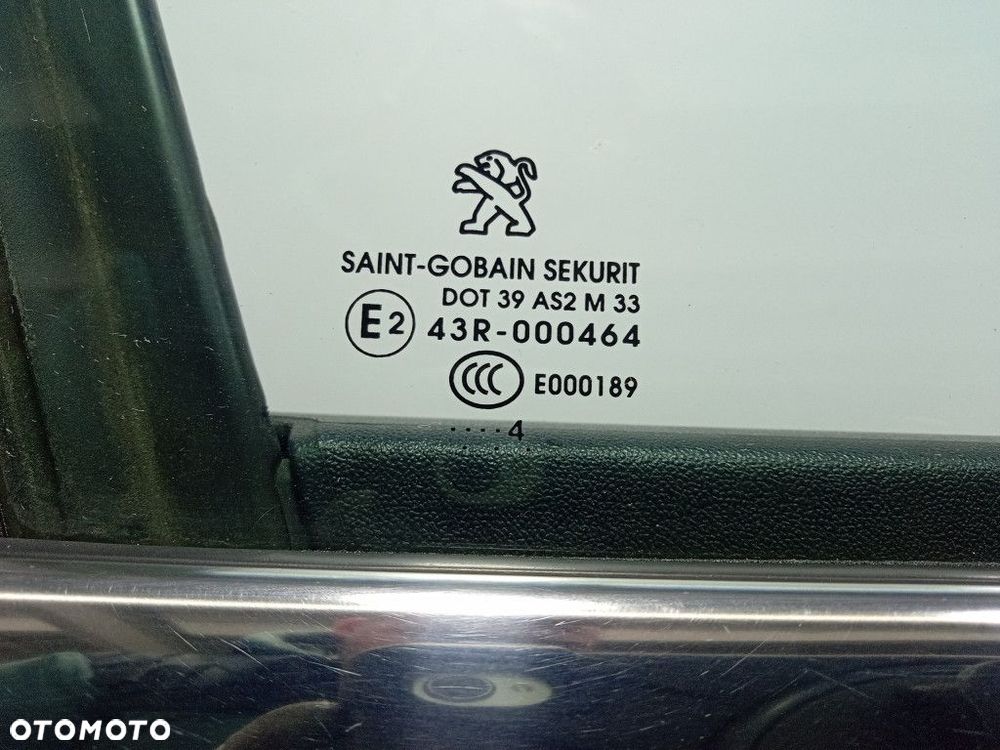 SAINT-GOBAIN SEKURIT
DOT 39 AS2 M 33
E2 43R-000464
CCC E000189
....4
OTOMOTO